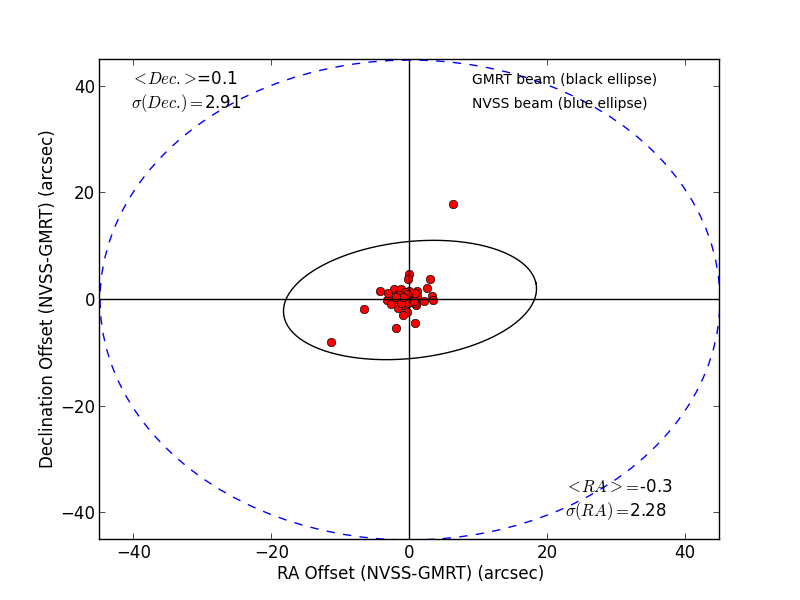 <Dec.>=0.1
σ(Dec.)=2.91
GMRT beam (black ellipse)
NVSS beam (blue ellipse)
<RA>=-0.3
σ(RA)=2.28
Declination Offset (NVSS-GMRT) (arcsec)
40
20
0
−20
−40
−40 −20 0 20 40
RA Offset (NVSS-GMRT) (arcsec)